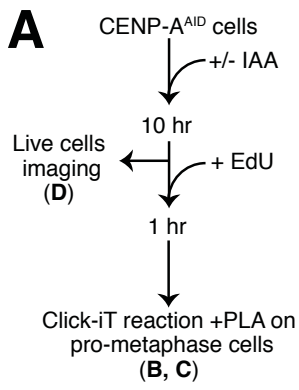 A
CENP-A^AID cells
+/- IAA
10 hr
Live cells
imaging
(D)
+ EdU
1 hr
Click-iT reaction +PLA on
pro-metaphase cells
(B, C)